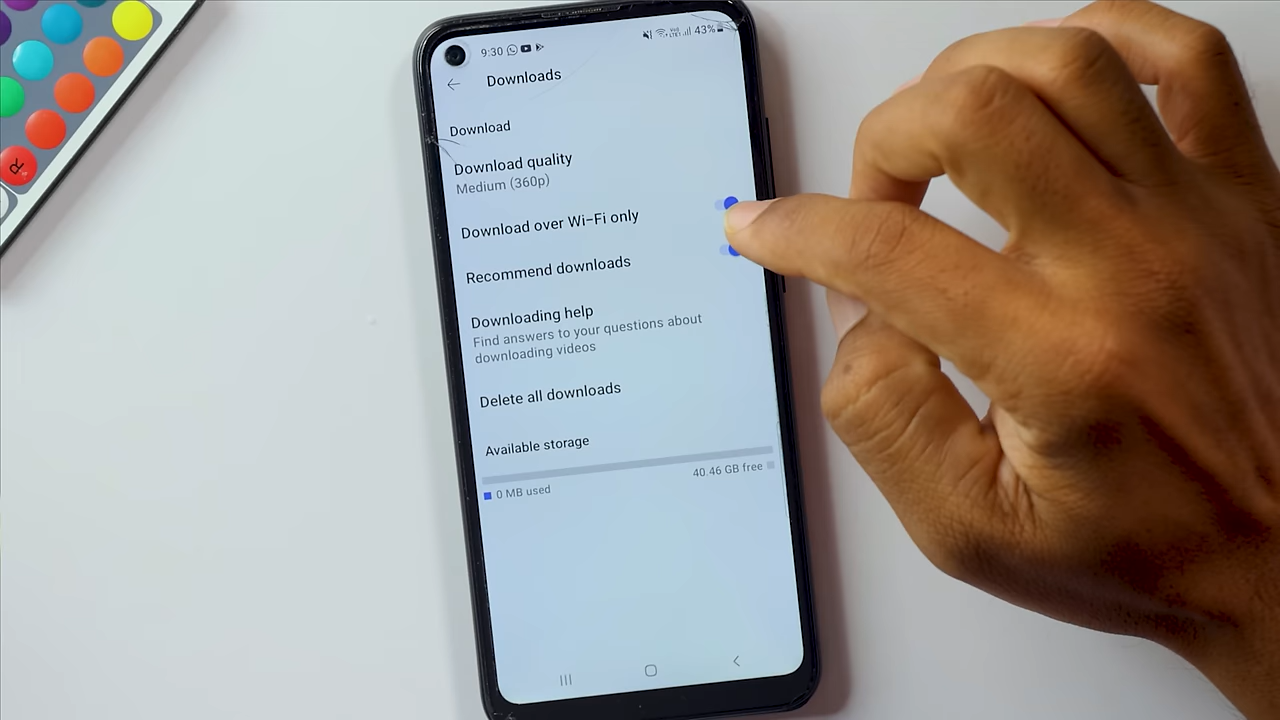 9:30
43%
Downloads
Download
Download quality
Medium (360p)
Download over Wi-Fi only
Recommend downloads
Downloading help
Find answers to your questions about
downloading videos
Delete all downloads
Available storage
40.46 GB free
0 MB used
R